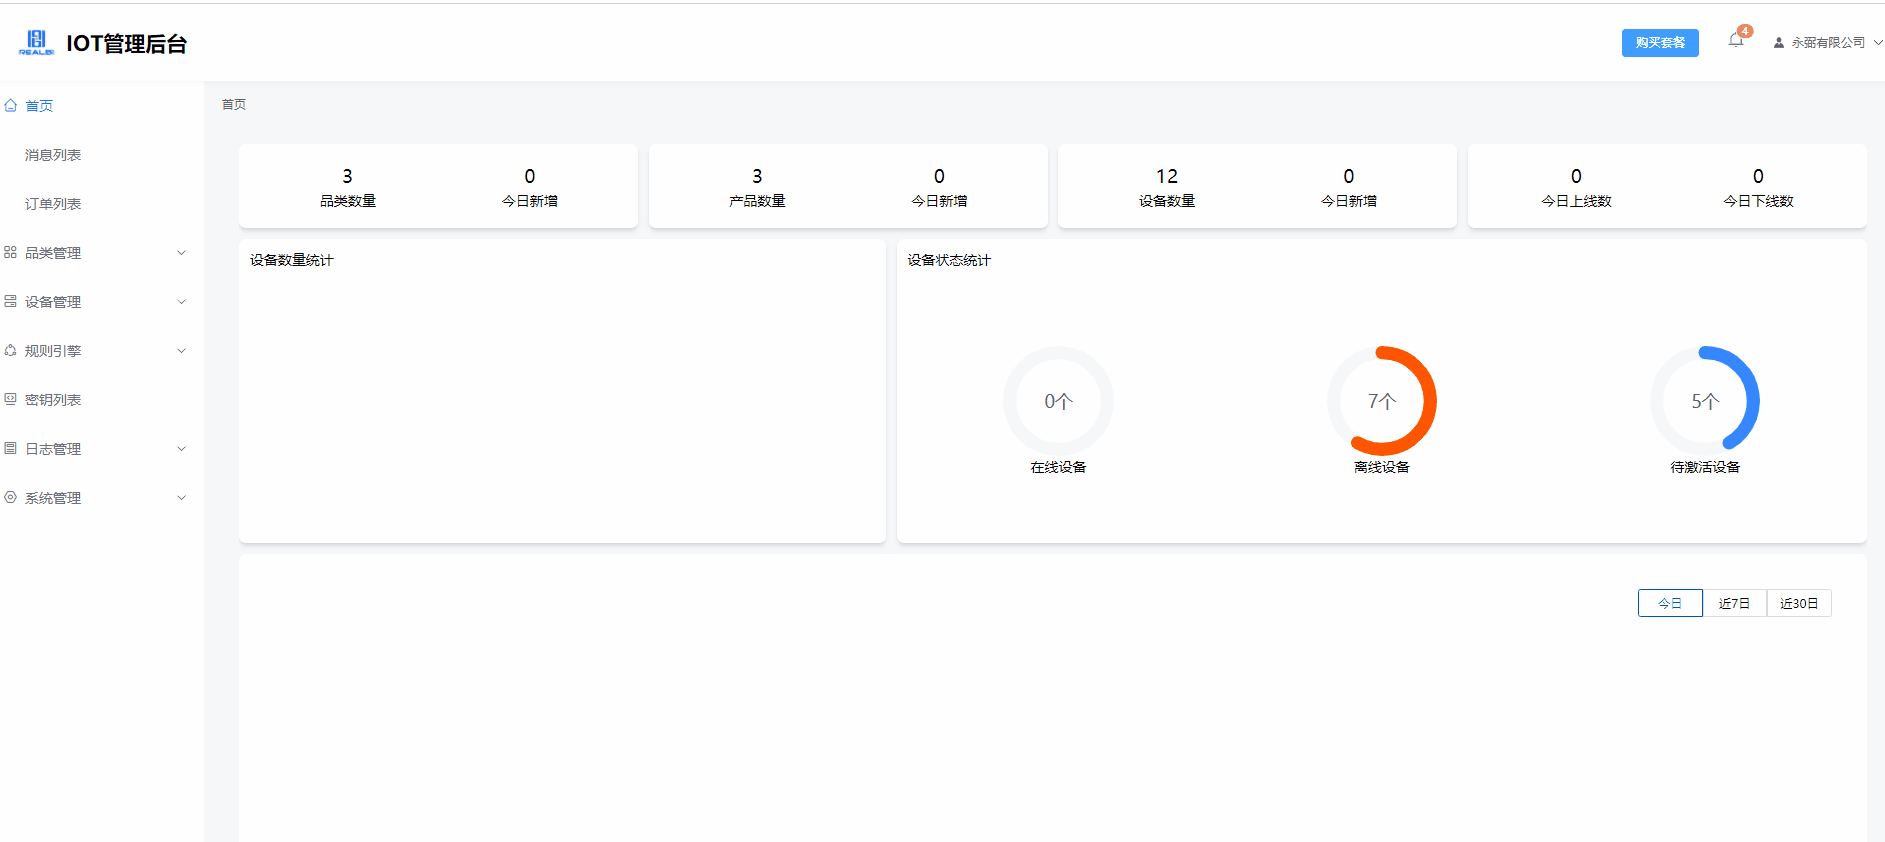 REALBI
IOT管理后台
购买套餐
4
永弼有限公司
首页
消息列表
订单列表
品类管理
设备管理
规则引擎
密钥列表
日志管理
系统管理
首页
3
品类数量
0
今日新增
3
产品数量
0
今日新增
12
设备数量
0
今日新增
0
今日上线数
0
今日下线数
设备数量统计
设备状态统计
0个
在线设备
7个
离线设备
5个
待激活设备
今日
近7日
近30日